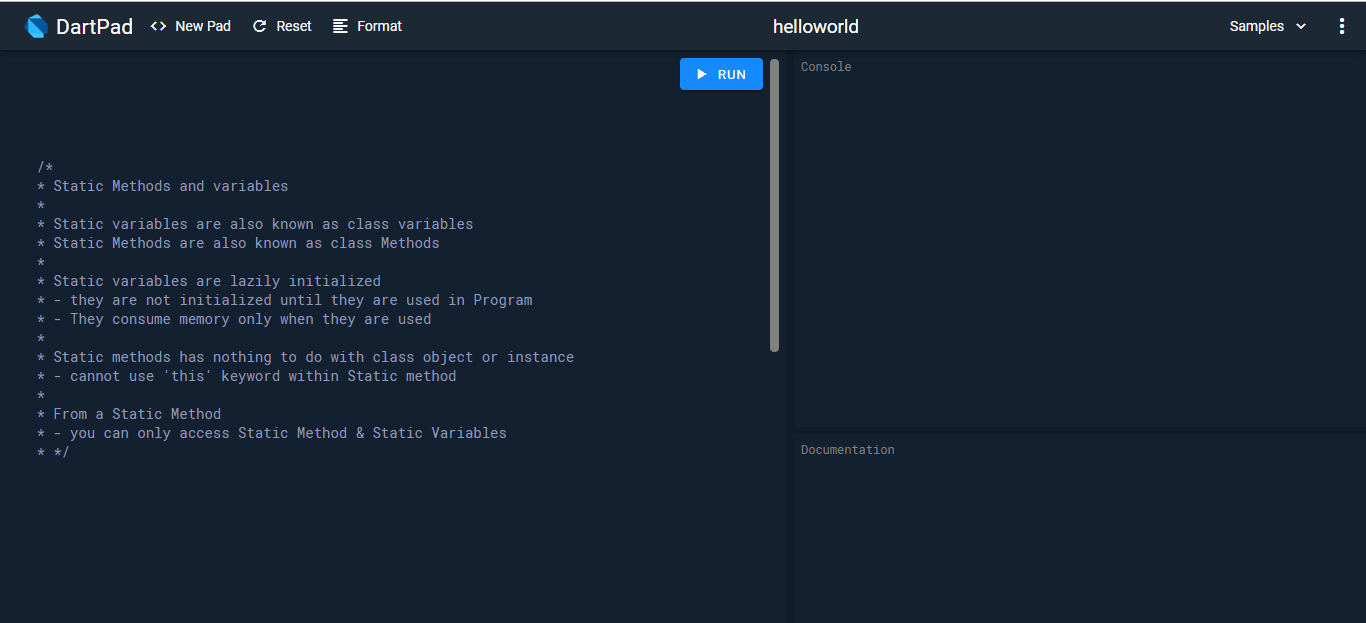 DartPad
<> New Pad
Reset
Format
helloworld
Samples
RUN
Console
/*
* Static Methods and variables
*
* Static variables are also known as class variables
* Static Methods are also known as class Methods
*
* Static variables are lazily initialized
* - they are not initialized until they are used in Program
* - They consume memory only when they are used
*
* Static methods has nothing to do with class object or instance
* - cannot use 'this' keyword within Static method
*
* From a Static Method
* - you can only access Static Method & Static Variables
* */
Documentation